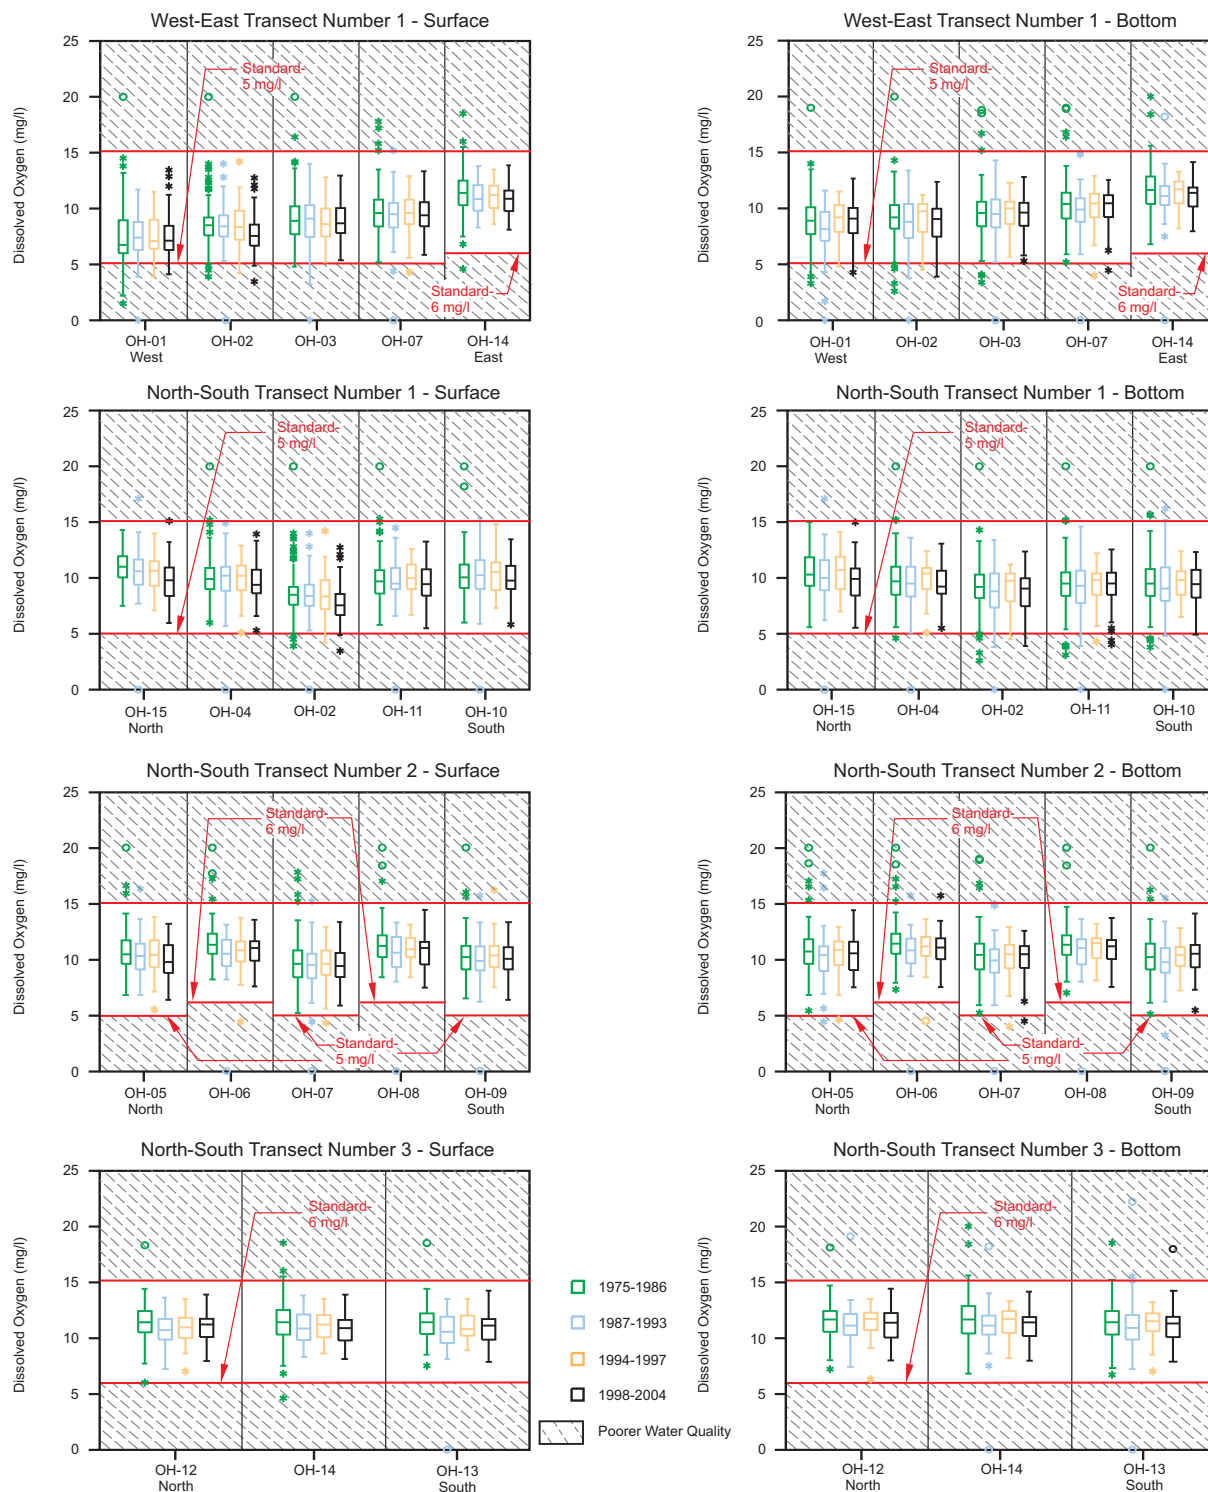 West-East Transect Number 1 - Surface
25
20
15
10
5
0
Dissolved Oxygen (mg/l)
Standard-
5 mg/l
Standard-
6 mg/l
OH-01 OH-02 OH-03 OH-07 OH-14
West East
West-East Transect Number 1 - Bottom
25
20
15
10
5
0
Dissolved Oxygen (mg/l)
Standard-
5 mg/l
Standard-
6 mg/l
OH-01 OH-02 OH-03 OH-07 OH-14
West East
North-South Transect Number 1 - Surface
25
20
15
10
5
0
Dissolved Oxygen (mg/l)
Standard-
5 mg/l
OH-15 OH-04 OH-02 OH-11 OH-10
North South
North-South Transect Number 1 - Bottom
25
20
15
10
5
0
Dissolved Oxygen (mg/l)
Standard-
5 mg/l
OH-15 OH-04 OH-02 OH-11 OH-10
North South
North-South Transect Number 2 - Surface
25
20
15
10
5
0
Dissolved Oxygen (mg/l)
Standard-
6 mg/l
Standard-
5 mg/l
OH-05 OH-06 OH-07 OH-08 OH-09
North South
North-South Transect Number 2 - Bottom
25
20
15
10
5
0
Dissolved Oxygen (mg/l)
Standard-
6 mg/l
Standard-
5 mg/l
OH-05 OH-06 OH-07 OH-08 OH-09
North South
North-South Transect Number 3 - Surface
25
20
15
10
5
0
Dissolved Oxygen (mg/l)
Standard-
6 mg/l
OH-12 OH-14 OH-13
North South
1975-1986
1987-1993
1994-1997
1998-2004
Poorer Water Quality
North-South Transect Number 3 - Bottom
25
20
15
10
5
0
Dissolved Oxygen (mg/l)
Standard-
6 mg/l
OH-12 OH-14 OH-13
North South